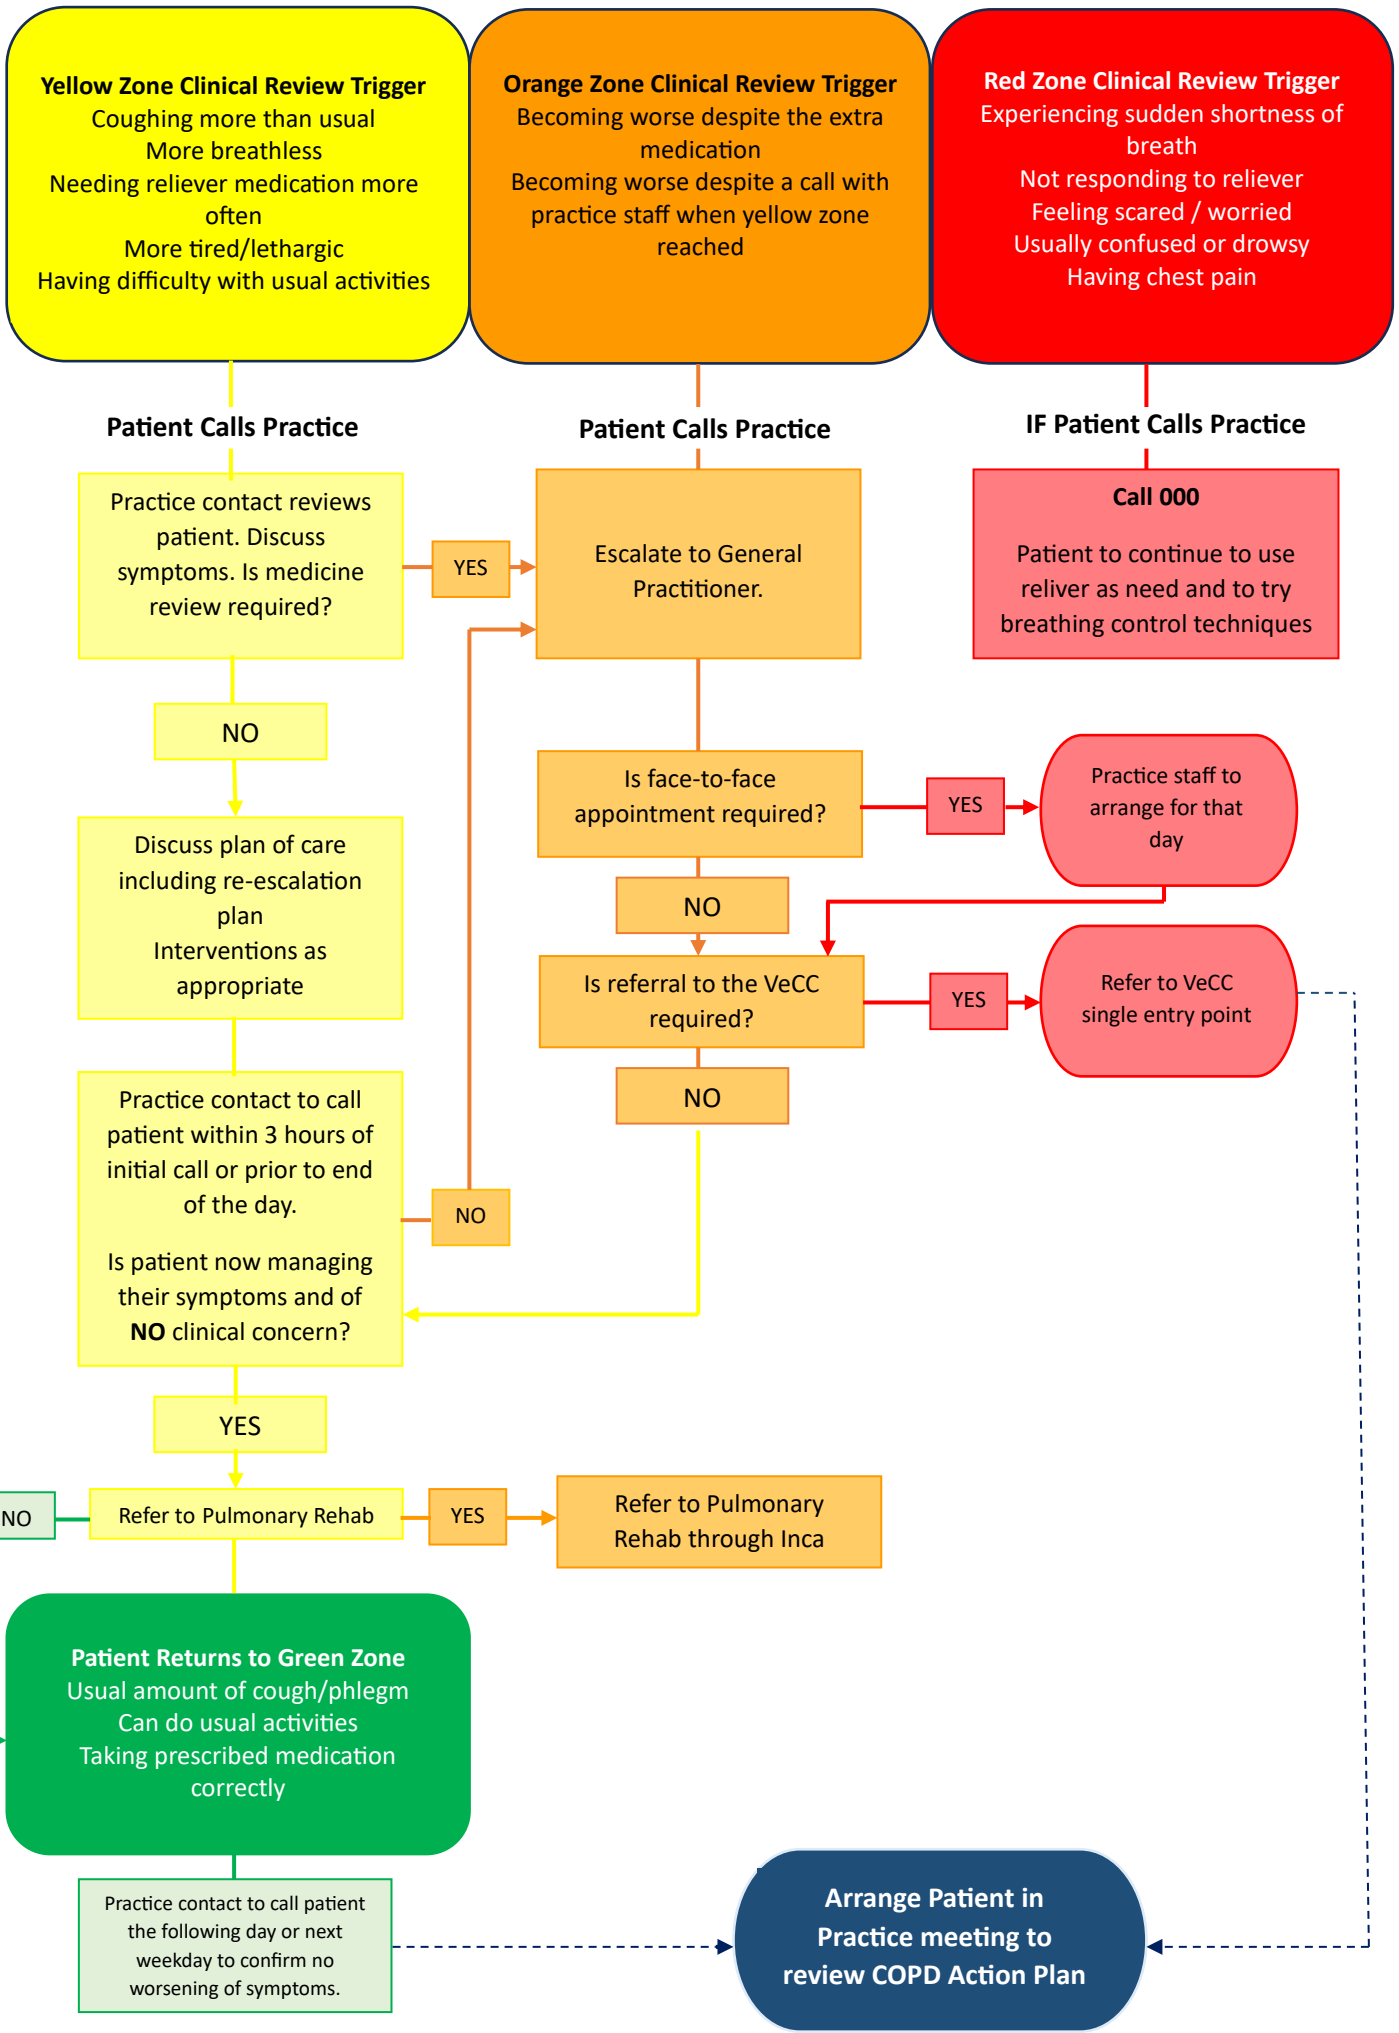 Yellow Zone Clinical Review Trigger
Coughing more than usual
More breathless
Needing reliever medication more
often
More tired/lethargic
Having difficulty with usual activities
Orange Zone Clinical Review Trigger
Becoming worse despite the extra
medication
Becoming worse despite a call with
practice staff when yellow zone
reached
Red Zone Clinical Review Trigger
Experiencing sudden shortness of
breath
Not responding to reliever
Feeling scared / worried
Usually confused or drowsy
Having chest pain
Patient Calls Practice
Patient Calls Practice
IF Patient Calls Practice
Practice contact reviews
patient. Discuss
symptoms. Is medicine
review required?
YES
Escalate to General
Practitioner.
Call 000
Patient to continue to use
reliver as need and to try
breathing control techniques
NO
Is face-to-face
appointment required?
YES
Practice staff to
arrange for that
day
Discuss plan of care
including re-escalation
plan
Interventions as
appropriate
NO
Is referral to the VeCC
required?
YES
Refer to VeCC
single entry point
NO
Practice contact to call
patient within 3 hours of
initial call or prior to end
of the day.
Is patient now managing
their symptoms and of
NO clinical concern?
NO
YES
NO
Refer to Pulmonary Rehab
YES
Refer to Pulmonary
Rehab through Inca
Patient Returns to Green Zone
Usual amount of cough/phlegm
Can do usual activities
Taking prescribed medication
correctly
Practice contact to call patient
the following day or next
weekday to confirm no
worsening of symptoms.
Arrange Patient in
Practice meeting to
review COPD Action Plan